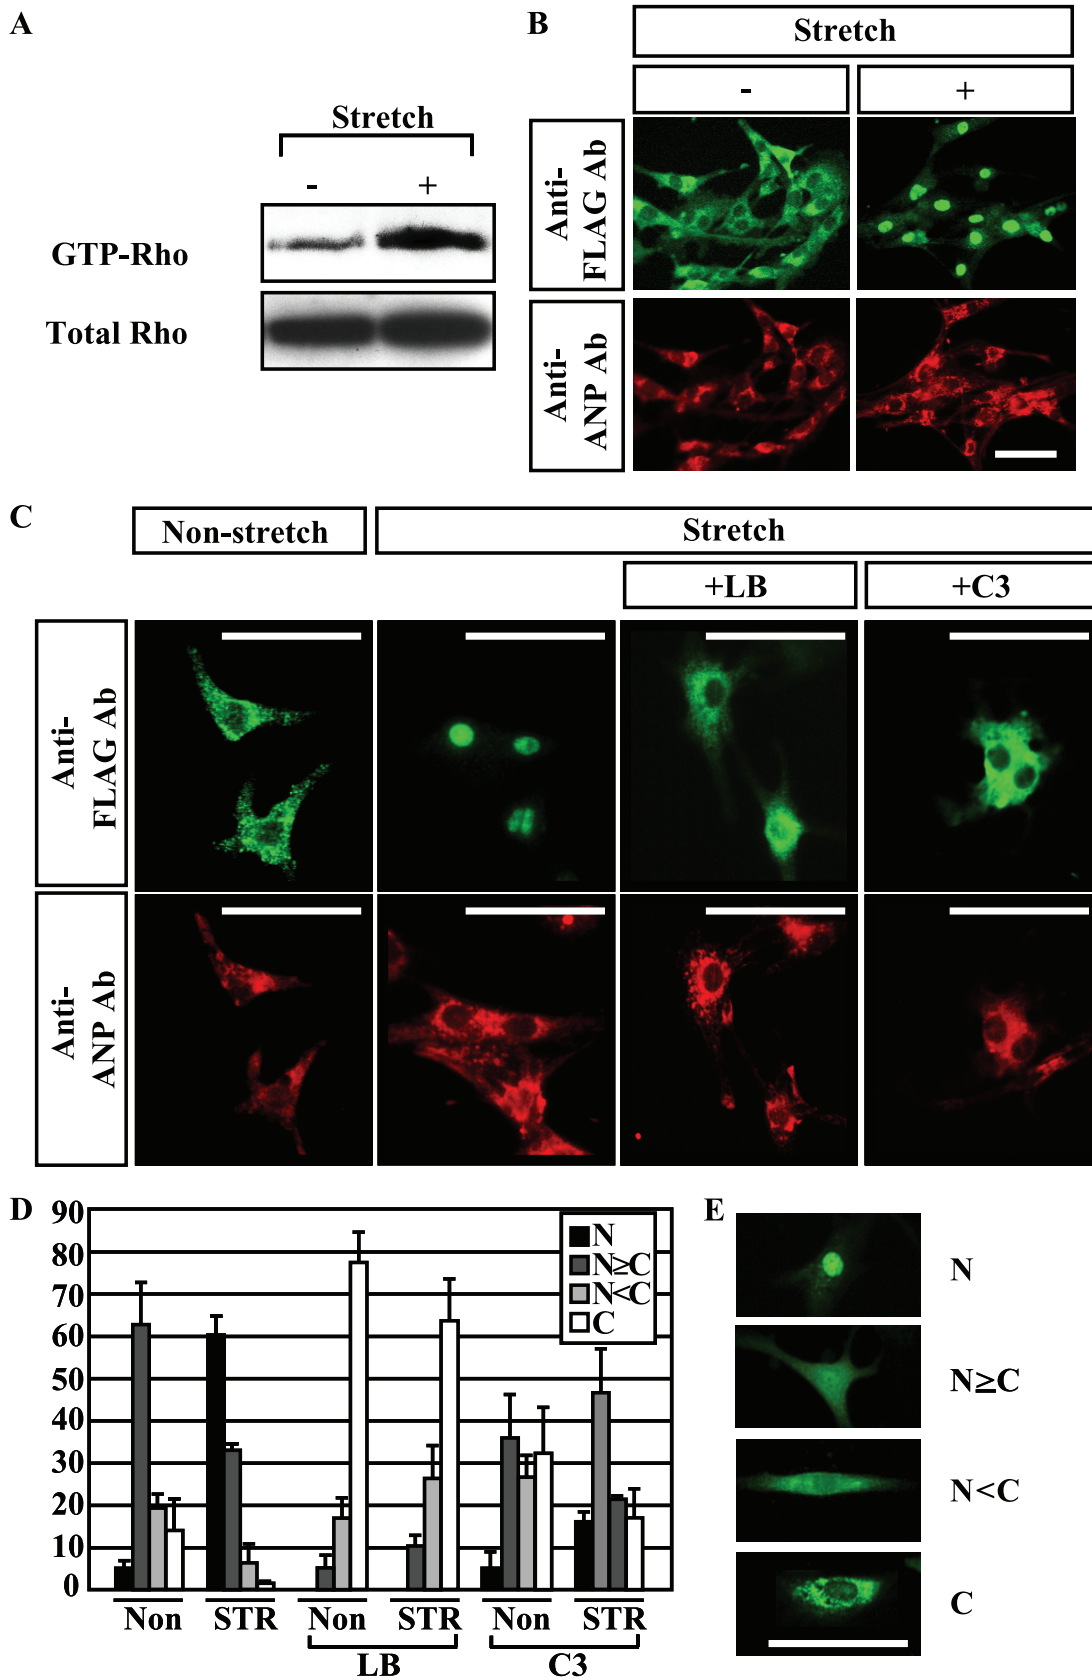 A
Stretch
- +
GTP-Rho
Total Rho
B
Stretch
- +
Anti-
FLAG Ab
Anti-
ANP Ab
C
Non-stretch
Stretch
+LB
+C3
Anti-
FLAG Ab
Anti-
ANP Ab
D
90
80
70
60
50
40
30
20
10
0
N
N≥C
N<C
C
Non STR Non STR Non STR
LB C3
E
N
N≥C
N<C
C